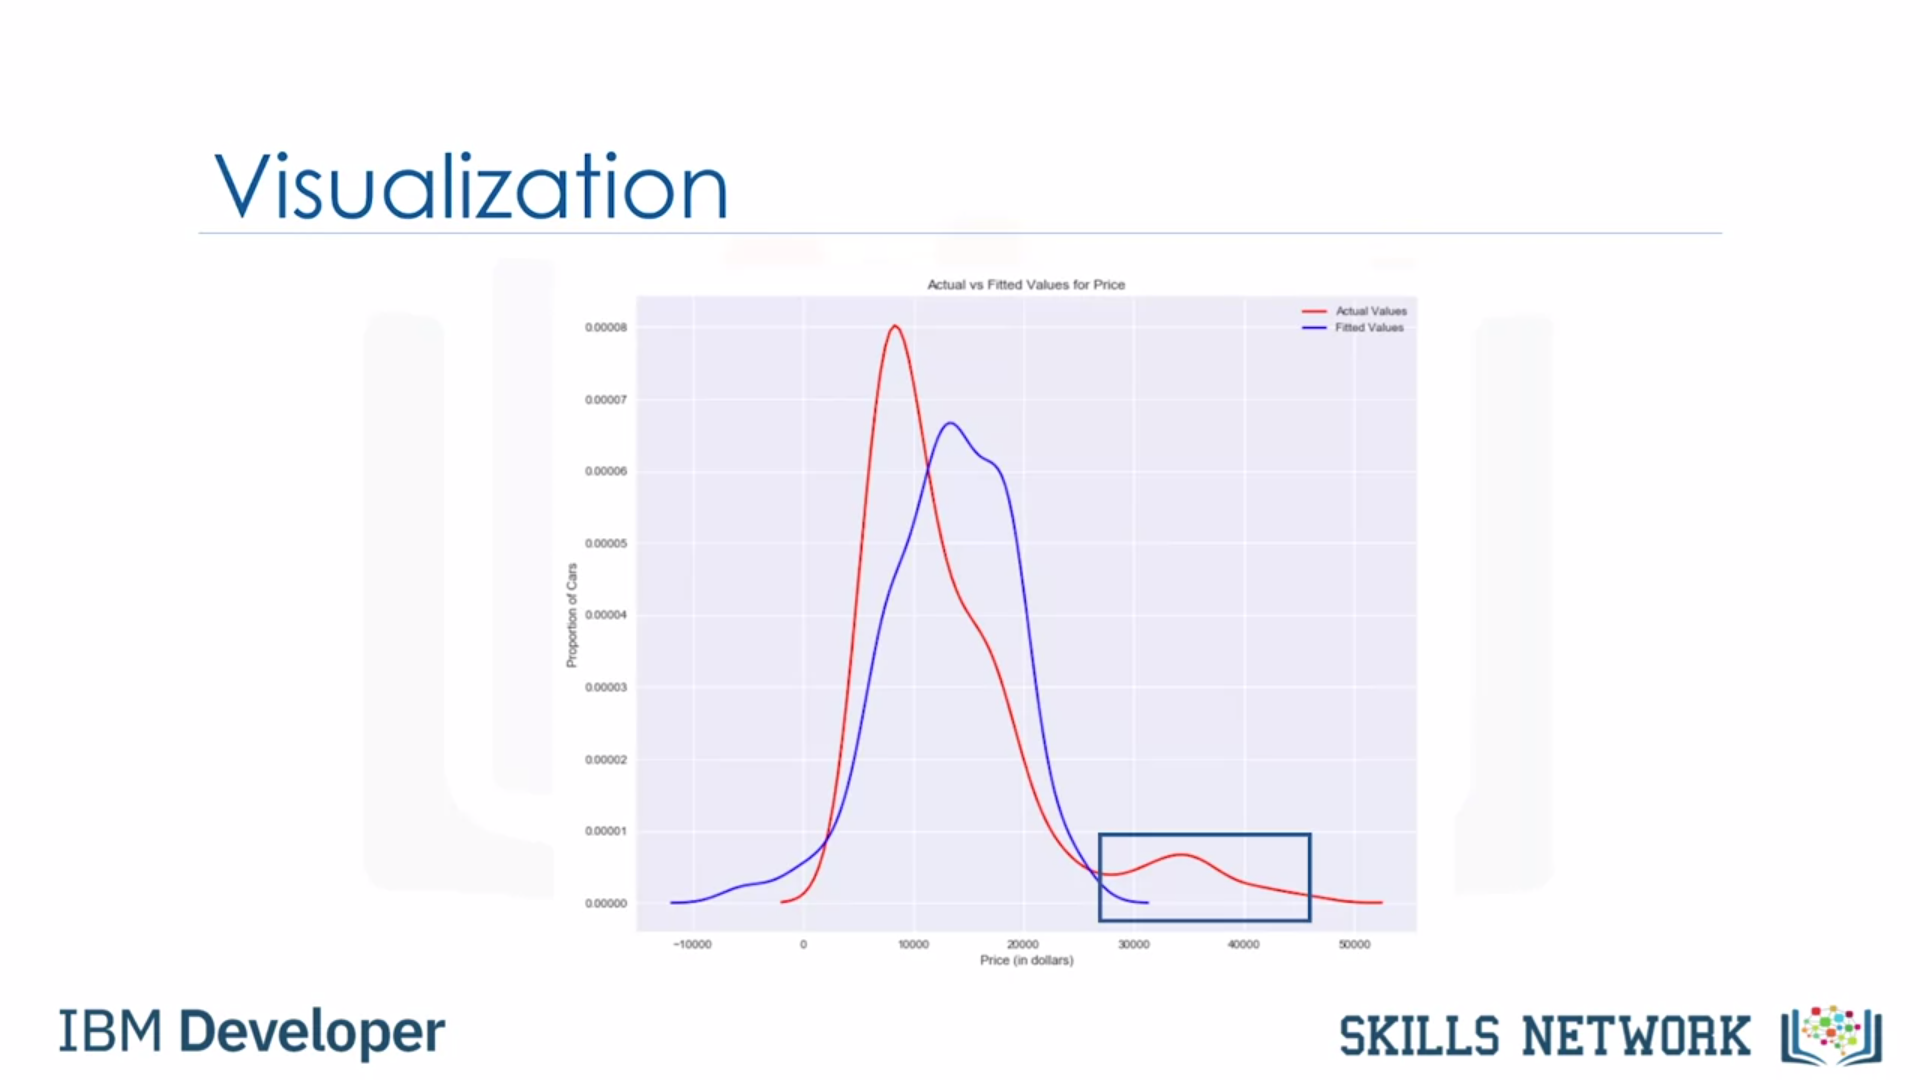 Visualization
Actual vs Fitted Values for Price
Actual Values
Fitted Values
0.00008
0.00007
0.00006
0.00005
0.00004
0.00003
0.00002
0.00001
0.00000
Proportion of Cars
−10000 0 10000 20000 30000 40000 50000
Price (in dollars)
IBM Developer
SKILLS NETWORK